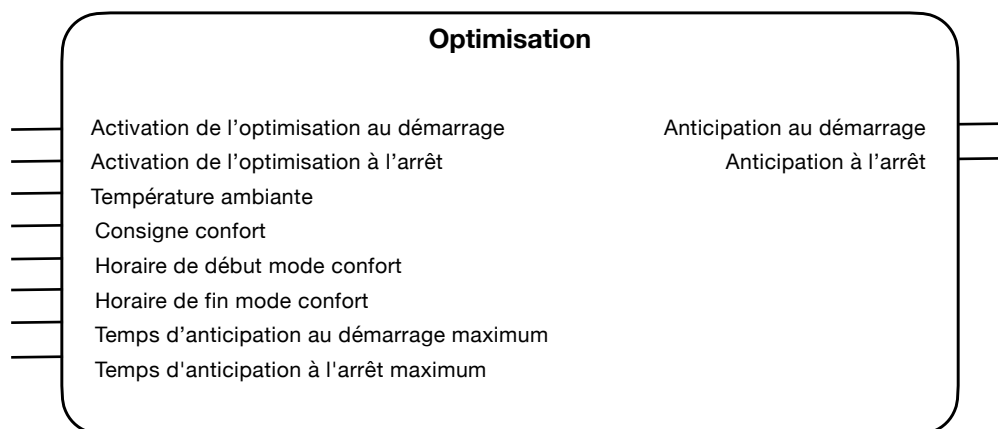 Optimisation
Activation de l’optimisation au démarrage
Anticipation au démarrage
Activation de l’optimisation à l’arrêt
Anticipation à l’arrêt
Température ambiante
Consigne confort
Horaire de début mode confort
Horaire de fin mode confort
Temps d’anticipation au démarrage maximum
Temps d'anticipation à l'arrêt maximum